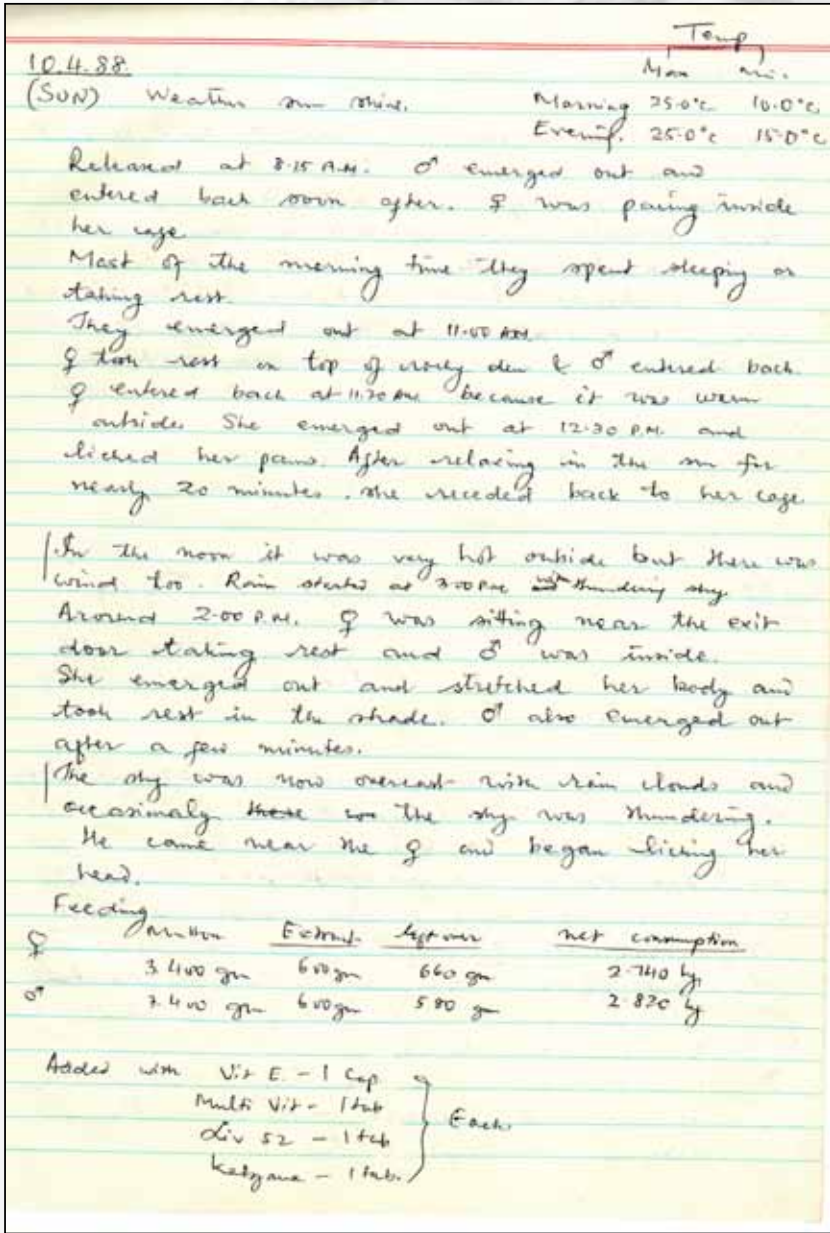 Temp
10.4.88. Max Min.
(SUN) Weather sun shine. Morning 25.0°c 10.0°c
Evening. 25.0°c 15.0°c
Released at 8.15 A.M. ♂ emerged out and
entered back soon after. ♀ was pacing inside
her cage
Most of the morning time they spent sleeping or
taking rest.
They emerged out at 11.00 AM.
♀ took rest on top of den & ♂ entered back.
♀ entered back at 11.30 AM because it was warm
outside. She emerged out at 12.30 P.M. and
licked her paws. After relaxing in the sun for
nearly 20 minutes. she receded back to her cage
In the noon it was very hot outside but there was
wind too. Rain started at 3.00 P.M. with thundering sky
Around 2.00 P.M. ♀ was sitting near the exit
door taking rest and ♂ was inside.
She emerged out and stretched her body and
took rest in the shade. ♂ also emerged out
after a few minutes.
The sky was now overcast with rain clouds and
occasimaly the sky was thundering.
He came near the ♀ and began licking her
head.
Feeding
♀ Mutton leftover net consumption
3.400 gm 600gm 660 gm 2.740 kg
♂ 3.400 gm 600gm 580 gm 2.820 kg
Added with Vit E. - 1 Cap
Multi Vit - 1 tab
Liv 52 - 1 tab Each.
- 1 tab.